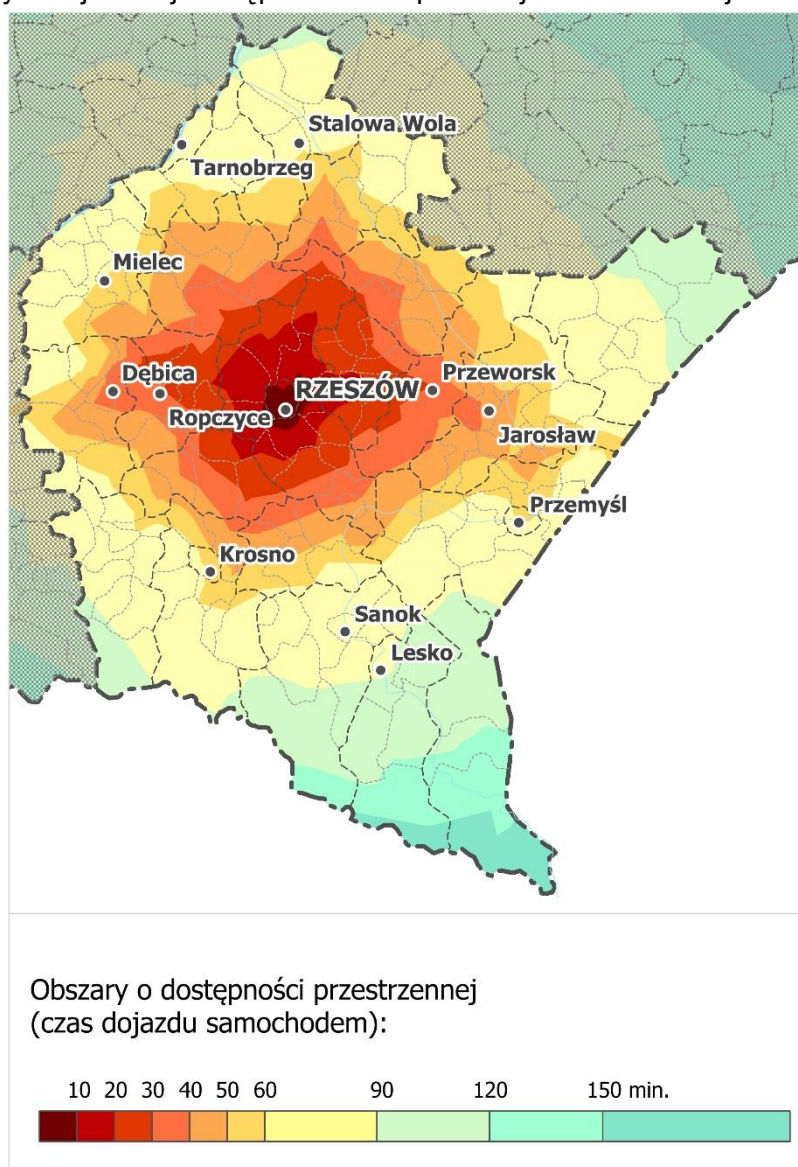 Stalowa Wola
Tarnobrzeg
Mielec
Dębica
RZESZÓW
Przeworsk
Ropczyce
Jarosław
Przemyśl
Krosno
Sanok
Lesko
Obszary o dostępności przestrzennej
(czas dojazdu samochodem):
10 20 30 40 50 60 90 120 150 min.